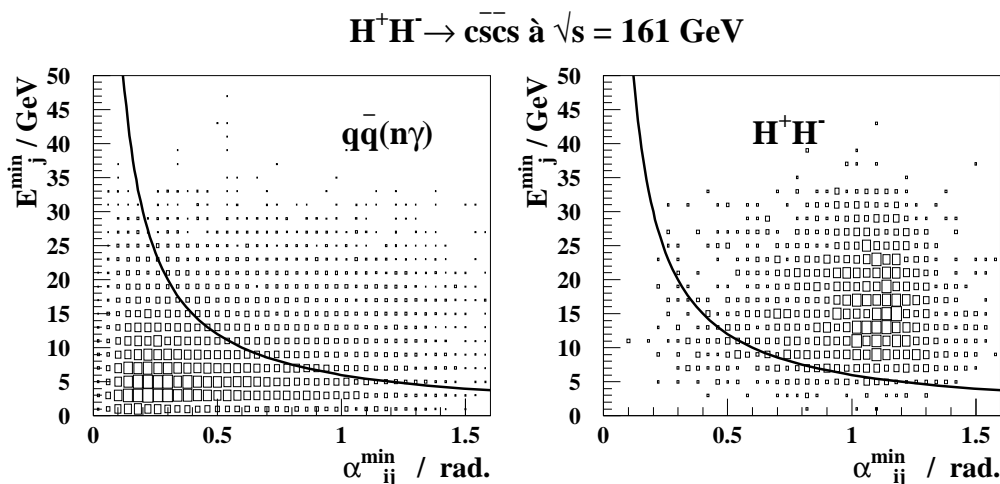 H⁺H⁻→ c̄sc̄s à √s = 161 GeV
E_j^min / GeV
50
45
40
35
30
25
20
15
10
5
0
qq̄(nγ)
0 0.5 1 1.5
α_ij^min / rad.
E_j^min / GeV
50
45
40
35
30
25
20
15
10
5
0
H⁺H⁻
0 0.5 1 1.5
α_ij^min / rad.